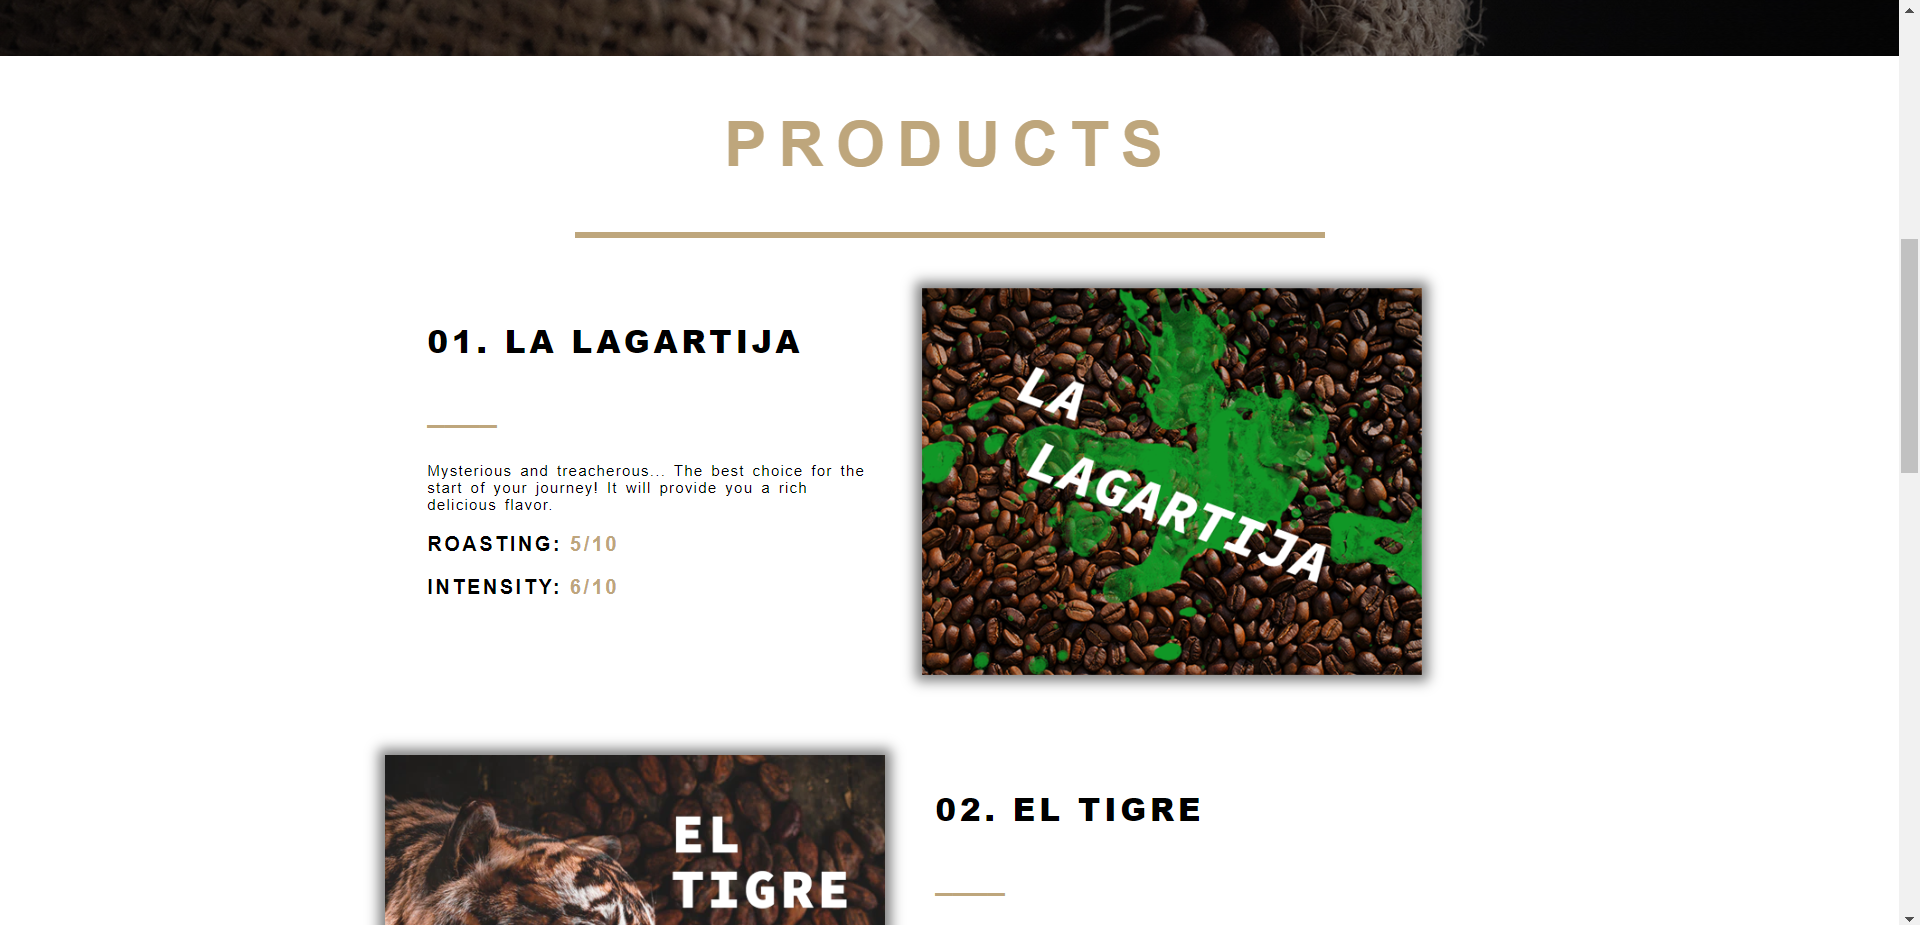 PRODUCTS
01. LA LAGARTIJA
Mysterious and treacherous... The best choice for the
start of your journey! It will provide you a rich
delicious flavor.
ROASTING: 5/10
INTENSITY: 6/10
LA
LAGARTIJA
EL
TIGRE
02. EL TIGRE